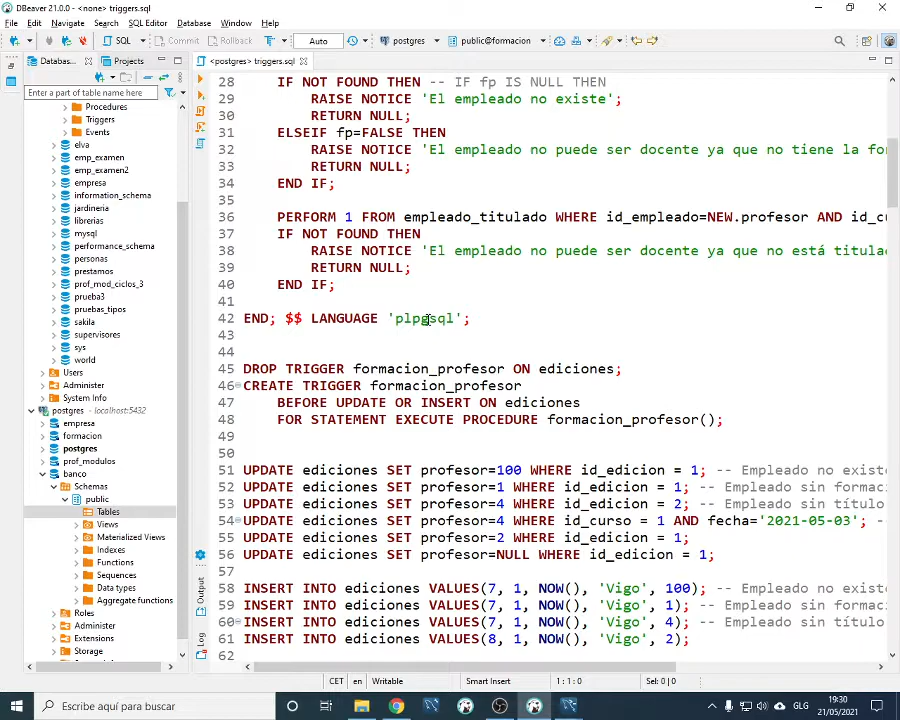 DBeaver 21.0.0 - <none> triggers.sql
File Edit Navigate Search SQL Editor Database Window Help
SQL Commit Rollback Auto postgres public@formacion
Databas... Projects <postgres> triggers.sql
Enter a part of table name here
Procedures
Triggers
Events
elva
emp_examen
emp_examen2
empresa
information_schema
jardineria
librerias
mysql
performance_schema
personas
prestamos
prof_mod_ciclos_3
prueba3
pruebas_tipos
sakila
supervisores
sys
world
Users
Administer
System Info
postgres - localhost:5432
empresa
formacion
postgres
prof_modulos
banco
Schemas
public
Tables
Views
Materialized Views
Indexes
Functions
Sequences
Data types
Aggregate functions
Roles
Administer
Extensions
Storage
Output
Log
28 IF NOT FOUND THEN -- IF fp IS NULL THEN
29 RAISE NOTICE 'El empleado no existe';
30 RETURN NULL;
31 ELSEIF fp=FALSE THEN
32 RAISE NOTICE 'El empleado no puede ser docente ya que no tiene la for
33 RETURN NULL;
34 END IF;
35
36 PERFORM 1 FROM empleado_titulado WHERE id_empleado=NEW.profesor AND id_cu
37 IF NOT FOUND THEN
38 RAISE NOTICE 'El empleado no puede ser docente ya que no está titulad
39 RETURN NULL;
40 END IF;
41
42 END; $$ LANGUAGE 'plpgsql';
43
44
45 DROP TRIGGER formacion_profesor ON ediciones;
46 CREATE TRIGGER formacion_profesor
47 BEFORE UPDATE OR INSERT ON ediciones
48 FOR STATEMENT EXECUTE PROCEDURE formacion_profesor();
49
50
51 UPDATE ediciones SET profesor=100 WHERE id_edicion = 1; -- Empleado no exist
52 UPDATE ediciones SET profesor=1 WHERE id_edicion = 1; -- Empleado sin formac
53 UPDATE ediciones SET profesor=4 WHERE id_edicion = 2; -- Empleado sin título
54 UPDATE ediciones SET profesor=4 WHERE id_curso = 1 AND fecha='2021-05-03'; --
55 UPDATE ediciones SET profesor=2 WHERE id_edicion = 1;
56 UPDATE ediciones SET profesor=NULL WHERE id_edicion = 1;
57
58 INSERT INTO ediciones VALUES(7, 1, NOW(), 'Vigo', 100); -- Empleado no existe
59 INSERT INTO ediciones VALUES(7, 1, NOW(), 'Vigo', 1); -- Empleado sin formaci
60 INSERT INTO ediciones VALUES(7, 1, NOW(), 'Vigo', 4); -- Empleado sin título
61 INSERT INTO ediciones VALUES(8, 1, NOW(), 'Vigo', 2);
62
CET en Writable Smart Insert 1 : 1 : 0 Sel: 0 | 0
Escribe aquí para buscar
GLG
19:30
21/05/2021